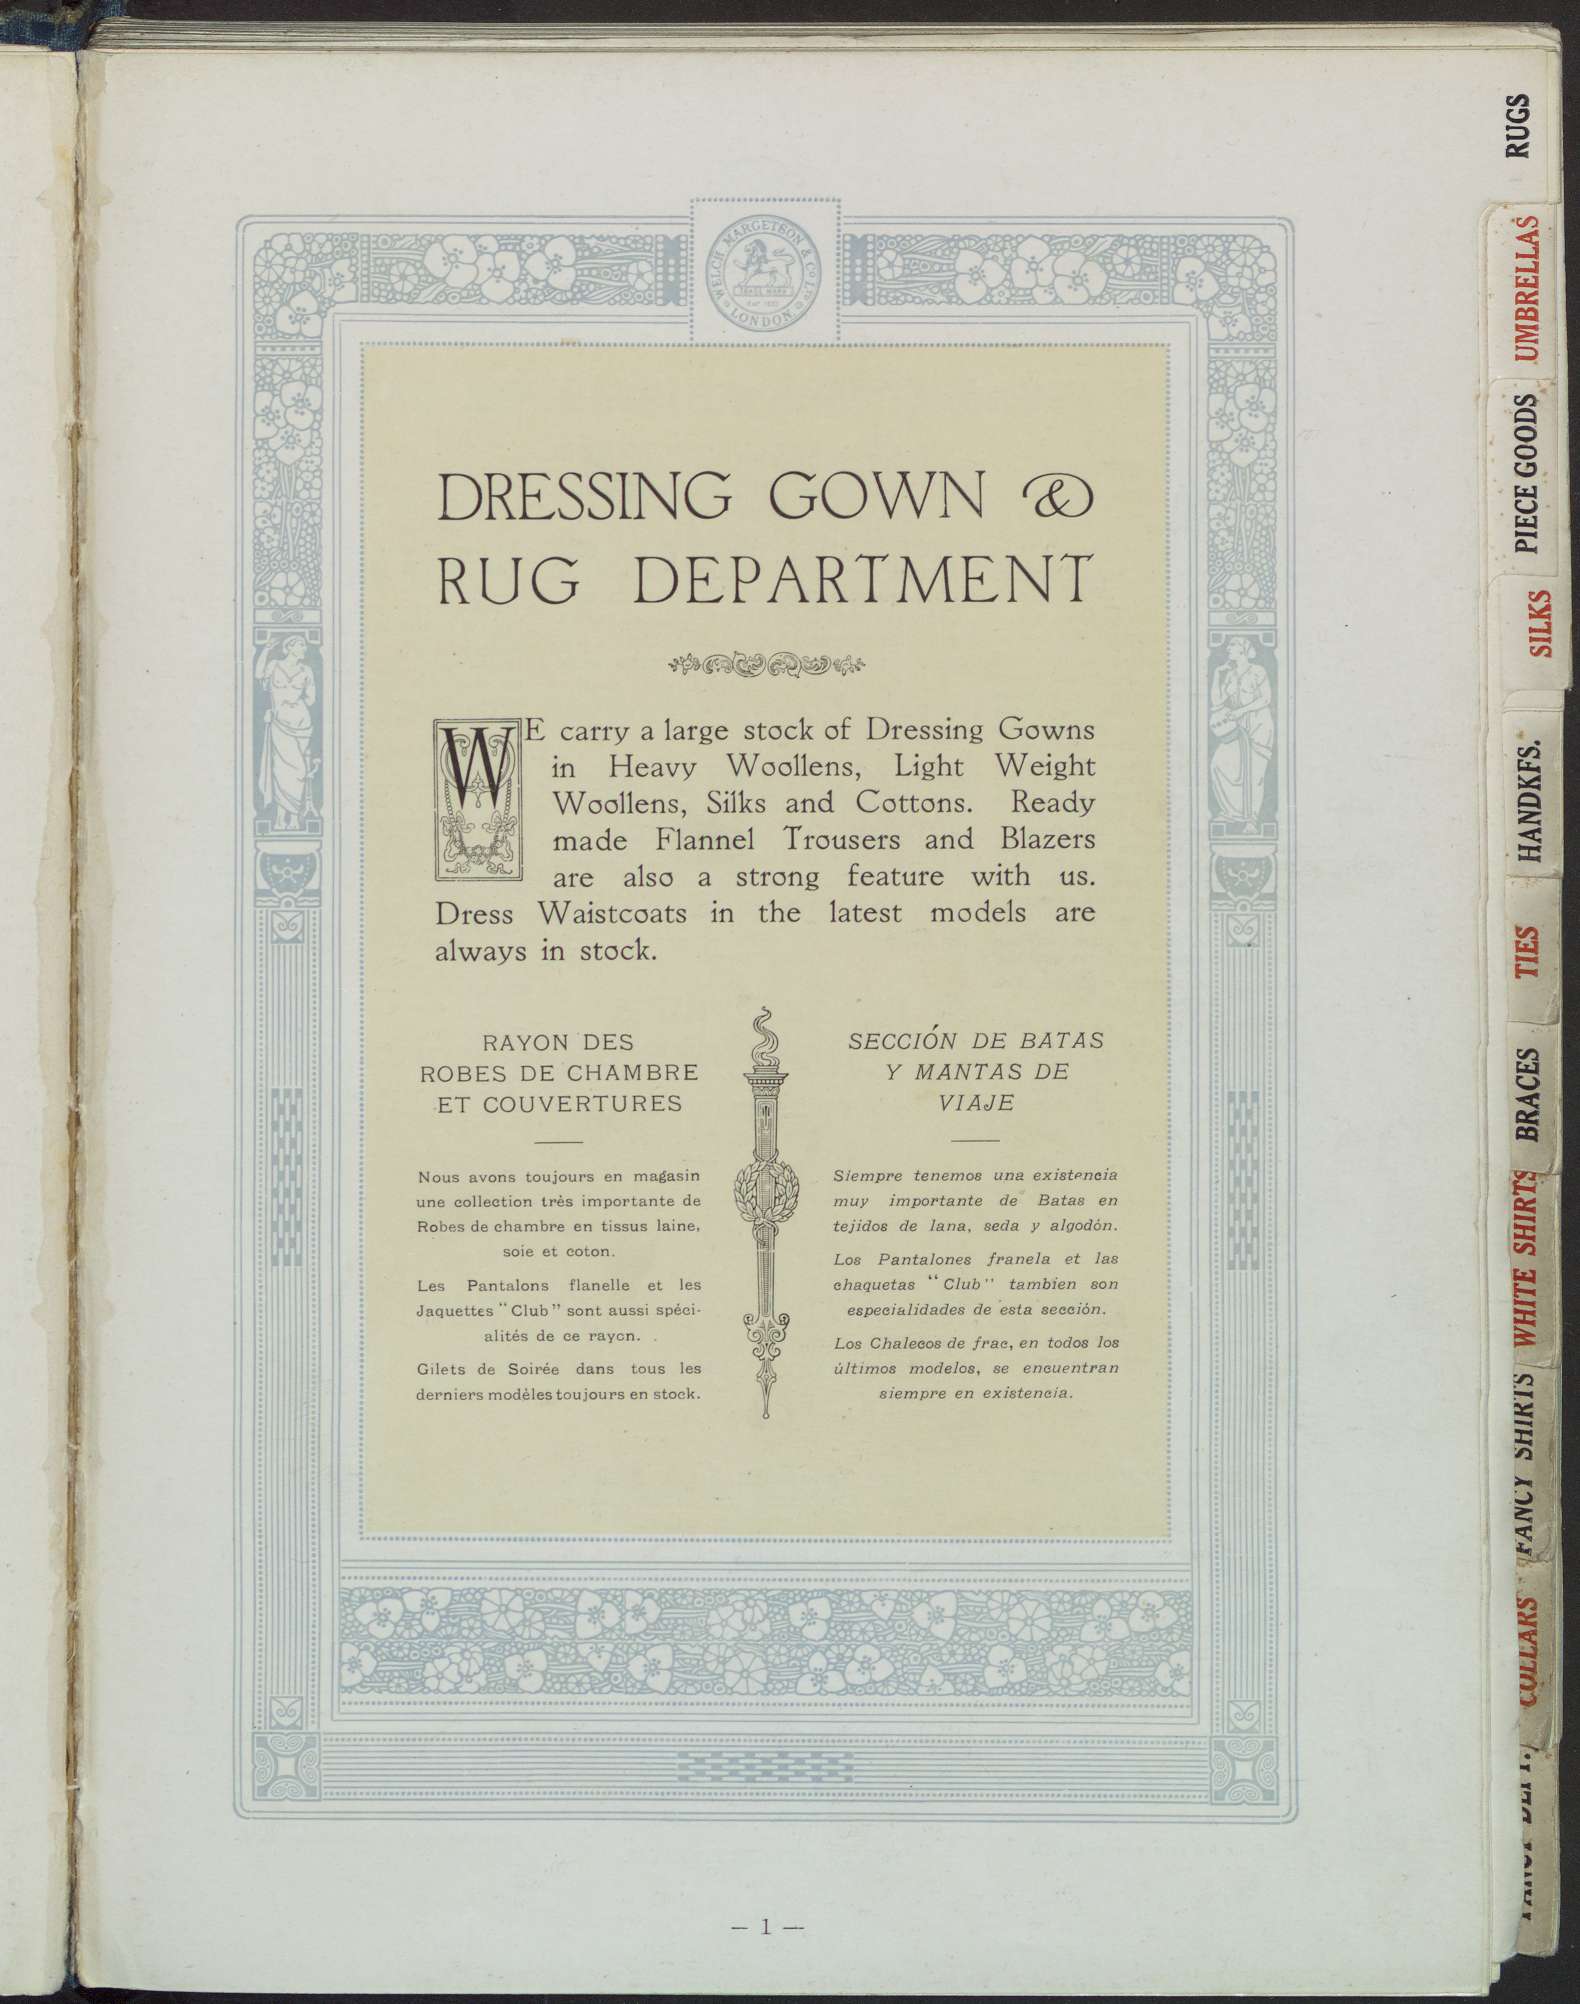 WELCH MARGETSON & Co LTD
TRADE MARK
LONDON
DRESSING GOWN &
RUG DEPARTMENT
WE carry a large stock of Dressing Gowns
in Heavy Woollens, Light Weight
Woollens, Silks and Cottons. Ready
made Flannel Trousers and Blazers
are also a strong feature with us.
Dress Waistcoats in the latest models are
always in stock.
RAYON DES
ROBES DE CHAMBRE
ET COUVERTURES
Nous avons toujours en magasin
une collection très importante de
Robes de chambre en tissus laine,
soie et coton.
Les Pantalons flanelle et les
Jaquettes "Club" sont aussi spéci-
alités de ce rayon.
Gilets de Soirée dans tous les
derniers modèles toujours en stock.
SECCIÓN DE BATAS
Y MANTAS DE
VIAJE
Siempre tenemos una existencia
muy importante de Batas en
tejidos de lana, seda y algodón.
Los Pantalones franela et las
chaquetas "Club" tambien son
especialidades de esta sección.
Los Chalecos de frac, en todos los
últimos modelos, se encuentran
siempre en existencia.
— 1 —
RUGS
UMBRELLAS
PIECE GOODS
SILKS
HANDKFS.
TIES
BRACES
WHITE SHIRTS
FANCY SHIRTS
COLLARS